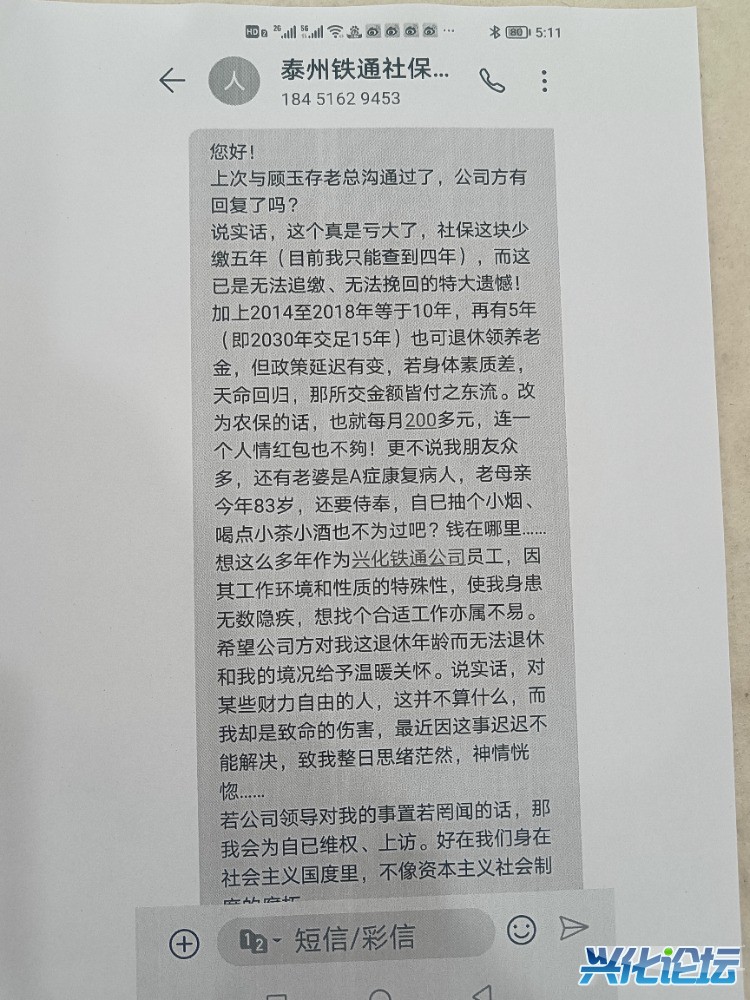 HD 2 2G 5G 80 5:11
泰州铁通社保...
人
184 5162 9453
您好！
上次与顾玉存老总沟通过了，公司方有
回复了吗？
说实话，这个真是亏大了，社保这块少
缴五年（目前我只能查到四年），而这
已是无法追缴、无法挽回的特大遗憾！
加上2014至2018年等于10年，再有5年
（即2030年交足15年）也可退休领养老
金，但政策延迟有变，若身体素质差，
天命回归，那所交金额皆付之东流。改
为农保的话，也就每月200多元，连一
个人情红包也不夠！更不说我朋友众
多，还有老婆是A症康复病人，老母亲
今年83岁，还要侍奉，自巳抽个小烟、
喝点小茶小酒也不为过吧？钱在哪里......
想这么多年作为兴化铁通公司员工，因
其工作环境和性质的特殊性，使我身患
无数隐疾，想找个合适工作亦属不易。
希望公司方对我这退休年龄而无法退休
和我的境况给予温暖关怀。说实话，对
某些财力自由的人，这并不算什么，而
我却是致命的伤害，最近因这事迟迟不
能解决，致我整日思绪茫然，神情恍
惚......
若公司领导对我的事置若罔闻的话，那
我会为自已维权、上访。好在我们身在
社会主义国度里，不像资本主义社会制
12 短信/彩信
兴化论坛